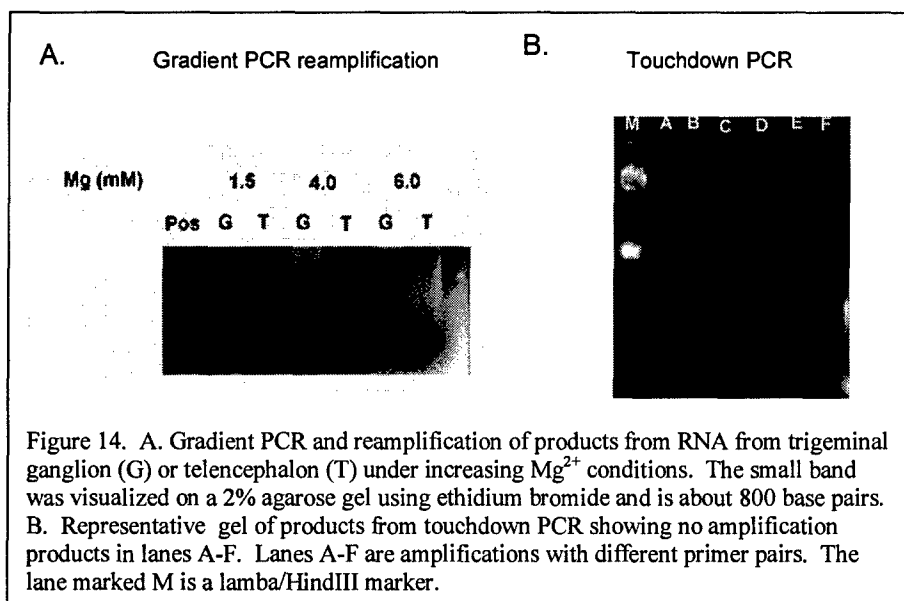 A.
Gradient PCR reamplification
Mg (mM) 1.5 4.0 6.0
Pos G T G T G T
B.
Touchdown PCR
M A B C D E F
Figure 14. A. Gradient PCR and reamplification of products from RNA from trigeminal
ganglion (G) or telencephalon (T) under increasing Mg²⁺ conditions. The small band
was visualized on a 2% agarose gel using ethidium bromide and is about 800 base pairs.
B. Representative gel of products from touchdown PCR showing no amplification
products in lanes A-F. Lanes A-F are amplifications with different primer pairs. The
lane marked M is a lamba/HindIII marker.